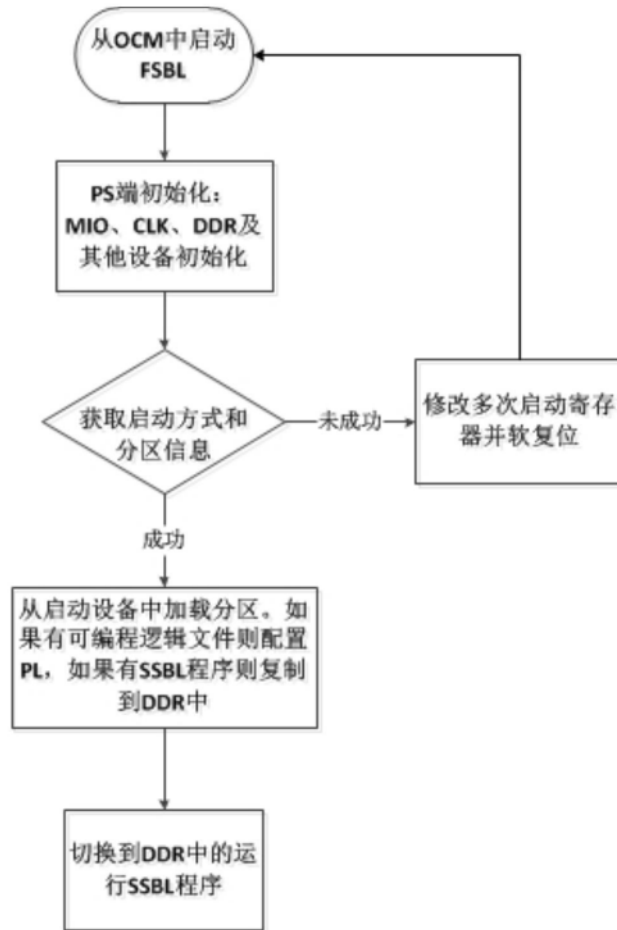 从OCM中启动
FSBL
PS端初始化：
MIO、CLK、DDR及
其他设备初始化
获取启动方式和
分区信息
未成功
修改多次启动寄存
器并软复位
成功
从启动设备中加载分区。如
果有可编程逻辑文件则配置
PL，如果有SSBL程序则复制
到DDR中
切换到DDR中的运
行SSBL程序